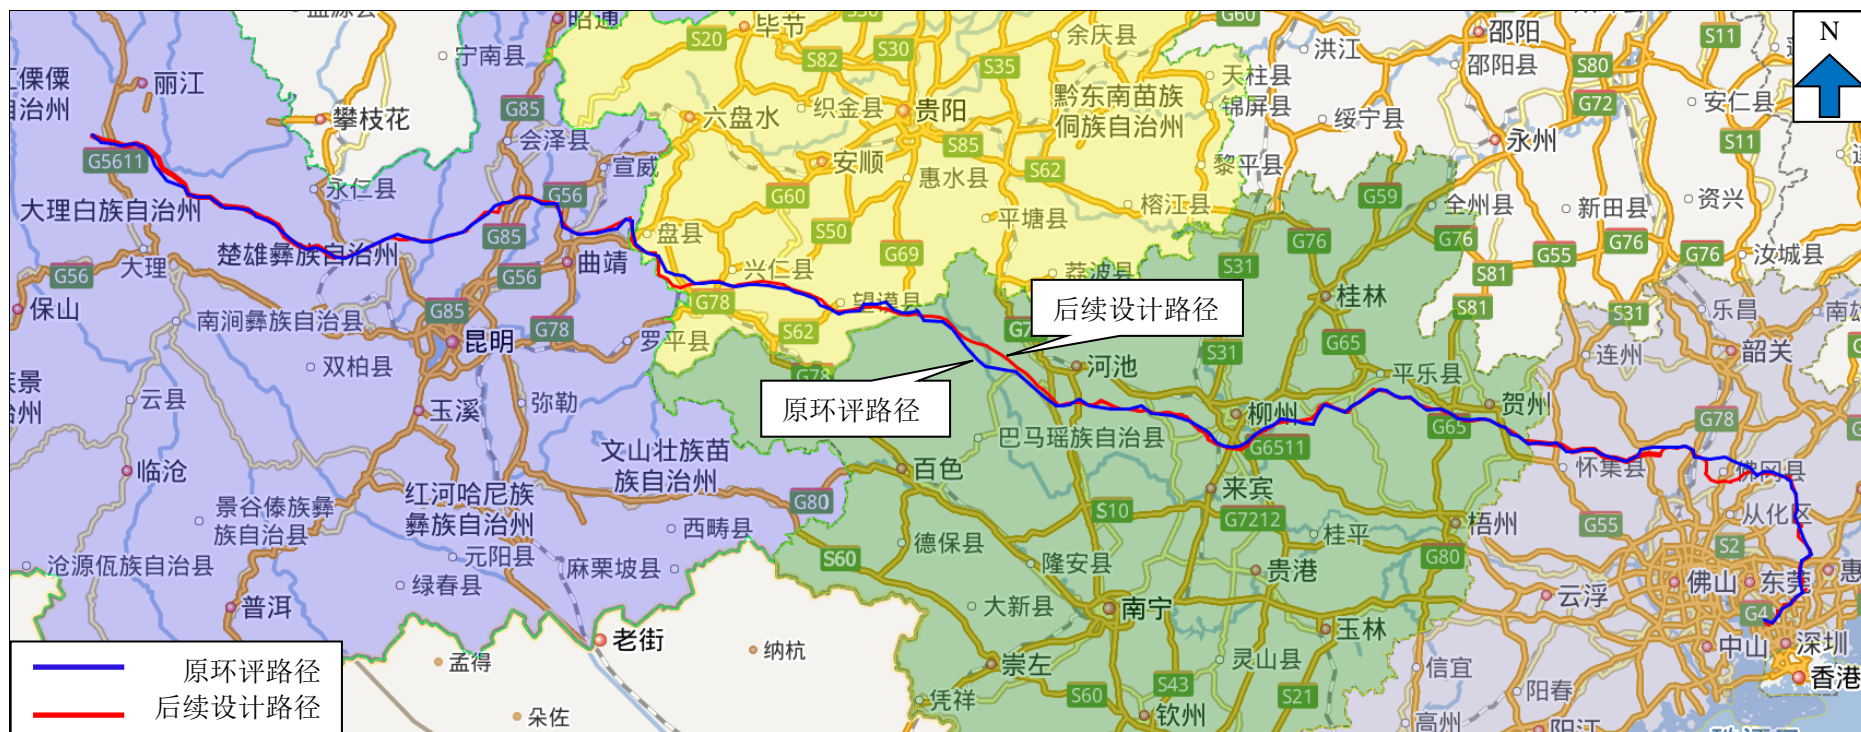 昭通
毕节
S20
S30
S82
G60
余庆县
洪江
邵阳
邵阳县
S80
S11
N
宁南县
丽江
傈僳
自治州
攀枝花
G85
会泽县
宣威
六盘水
织金县
贵阳
S35
天柱县
锦屏县
黔东南苗族
侗族自治州
绥宁县
G72
安仁县
永州
S11
G5611
永仁县
G56
安顺
S85
惠水县
S62
黎平县
G60
榕江县
G59
全州县
新田县
资兴
大理白族自治州
大理
楚雄彝族自治州
G85
G56
曲靖
盘县
兴仁县
S50
G69
平塘县
荔波县
G76
S31
G76
S81
G55
G76
G76
汝城县
G56
保山
南涧彝族自治县
G85
昆明
G78
罗平县
G78
S62
望谟县
后续设计路径
桂林
S81
S31
乐昌
双柏县
G78
原环评路径
河池
S31
G65
平乐县
连州
韶关
云县
玉溪
弥勒
贺州
柳州
G65
G6511
G78
临沧
文山壮族苗
族自治州
巴马瑶族自治县
百色
怀集县
佛冈县
景谷傣族彝
族自治县
红河哈尼族
彝族自治州
G80
西畴县
来宾
S10
G7212
桂平
梧州
G55
从化区
S2
沧源佤族自治县
元阳县
绿春县
麻栗坡县
S60
德保县
隆安县
贵港
G80
佛山
东莞
普洱
大新县
南宁
云浮
G4
老街
纳杭
玉林
中山
深圳
原环评路径
后续设计路径
孟得
朵佐
崇左
凭祥
S60
S43
钦州
灵山县
S21
信宜
阳春
高州
阳江
香港